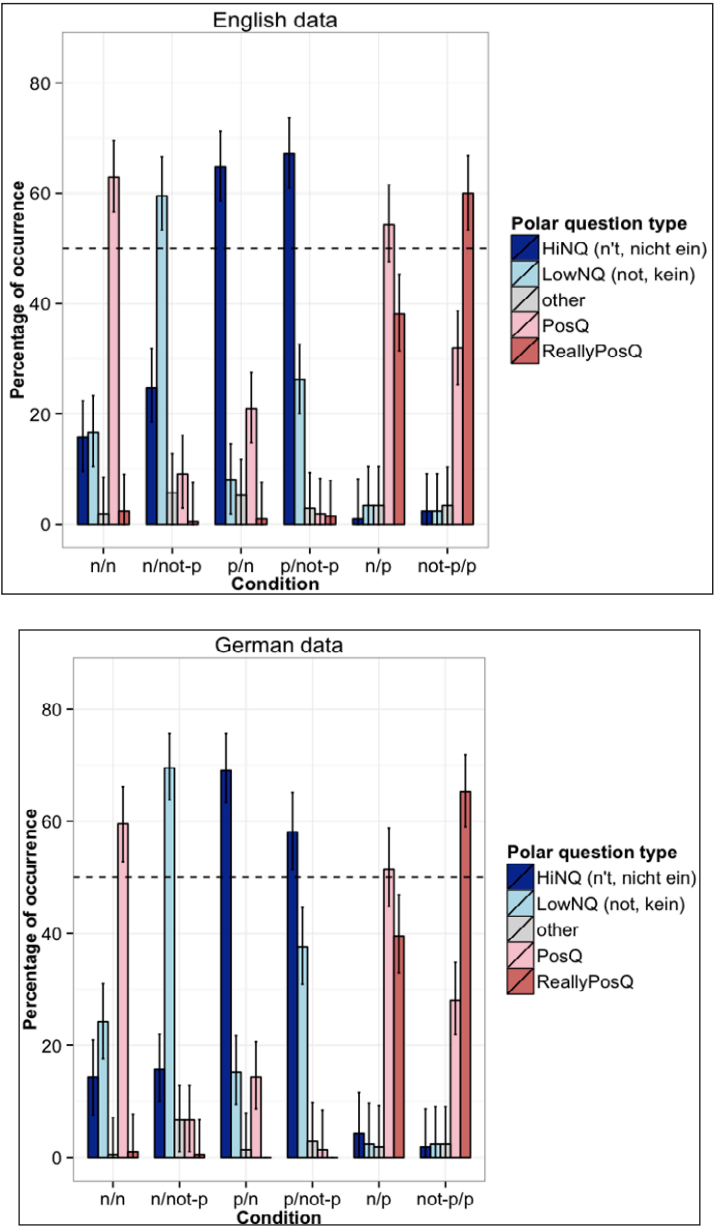 English data
80
60
40
20
0
Percentage of occurrence
n/n n/not-p p/n p/not-p n/p not-p/p
Condition
Polar question type
HiNQ (n't, nicht ein)
LowNQ (not, kein)
other
PosQ
ReallyPosQ
German data
80
60
40
20
0
Percentage of occurrence
n/n n/not-p p/n p/not-p n/p not-p/p
Condition
Polar question type
HiNQ (n't, nicht ein)
LowNQ (not, kein)
other
PosQ
ReallyPosQ